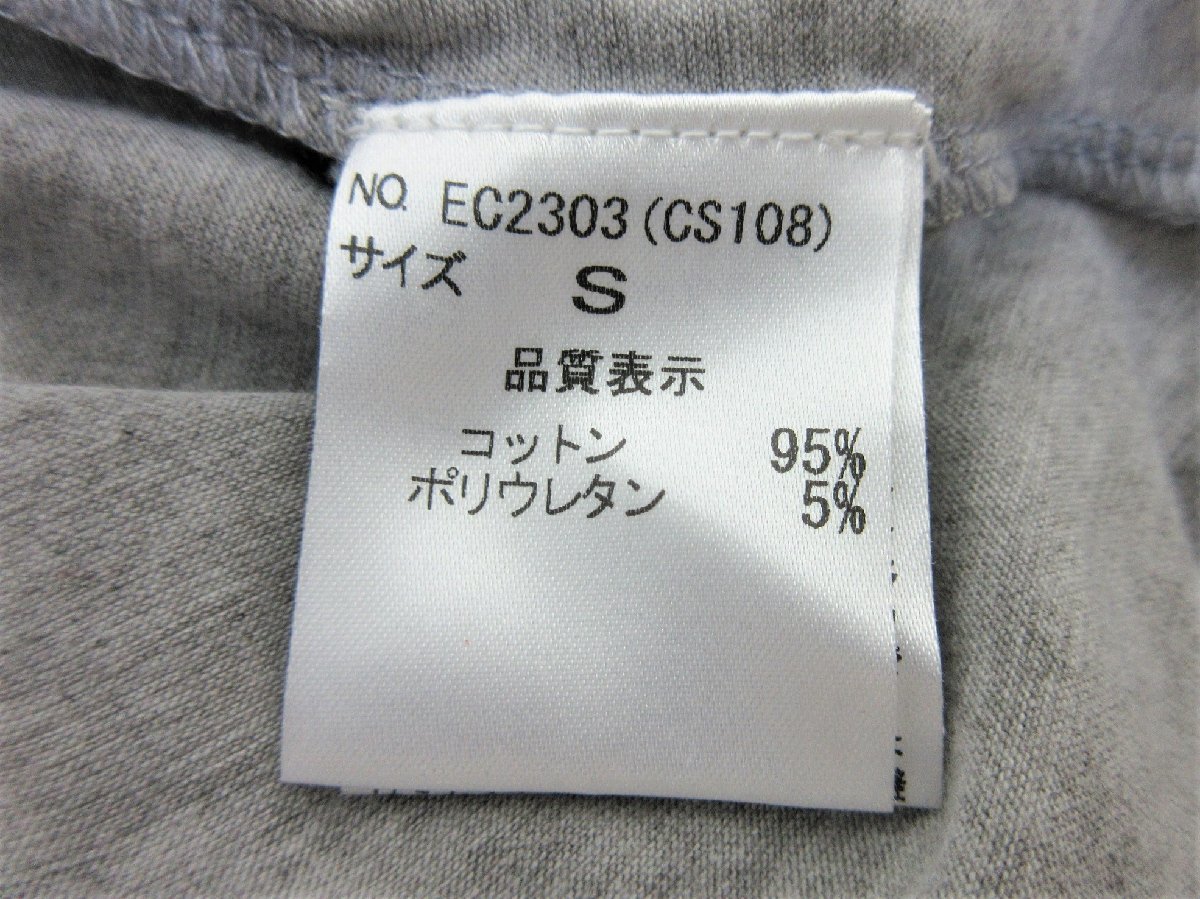 NO. EC2303(CS108)
サイズ S
品質表示
コットン 95%
ポリウレタン 5%